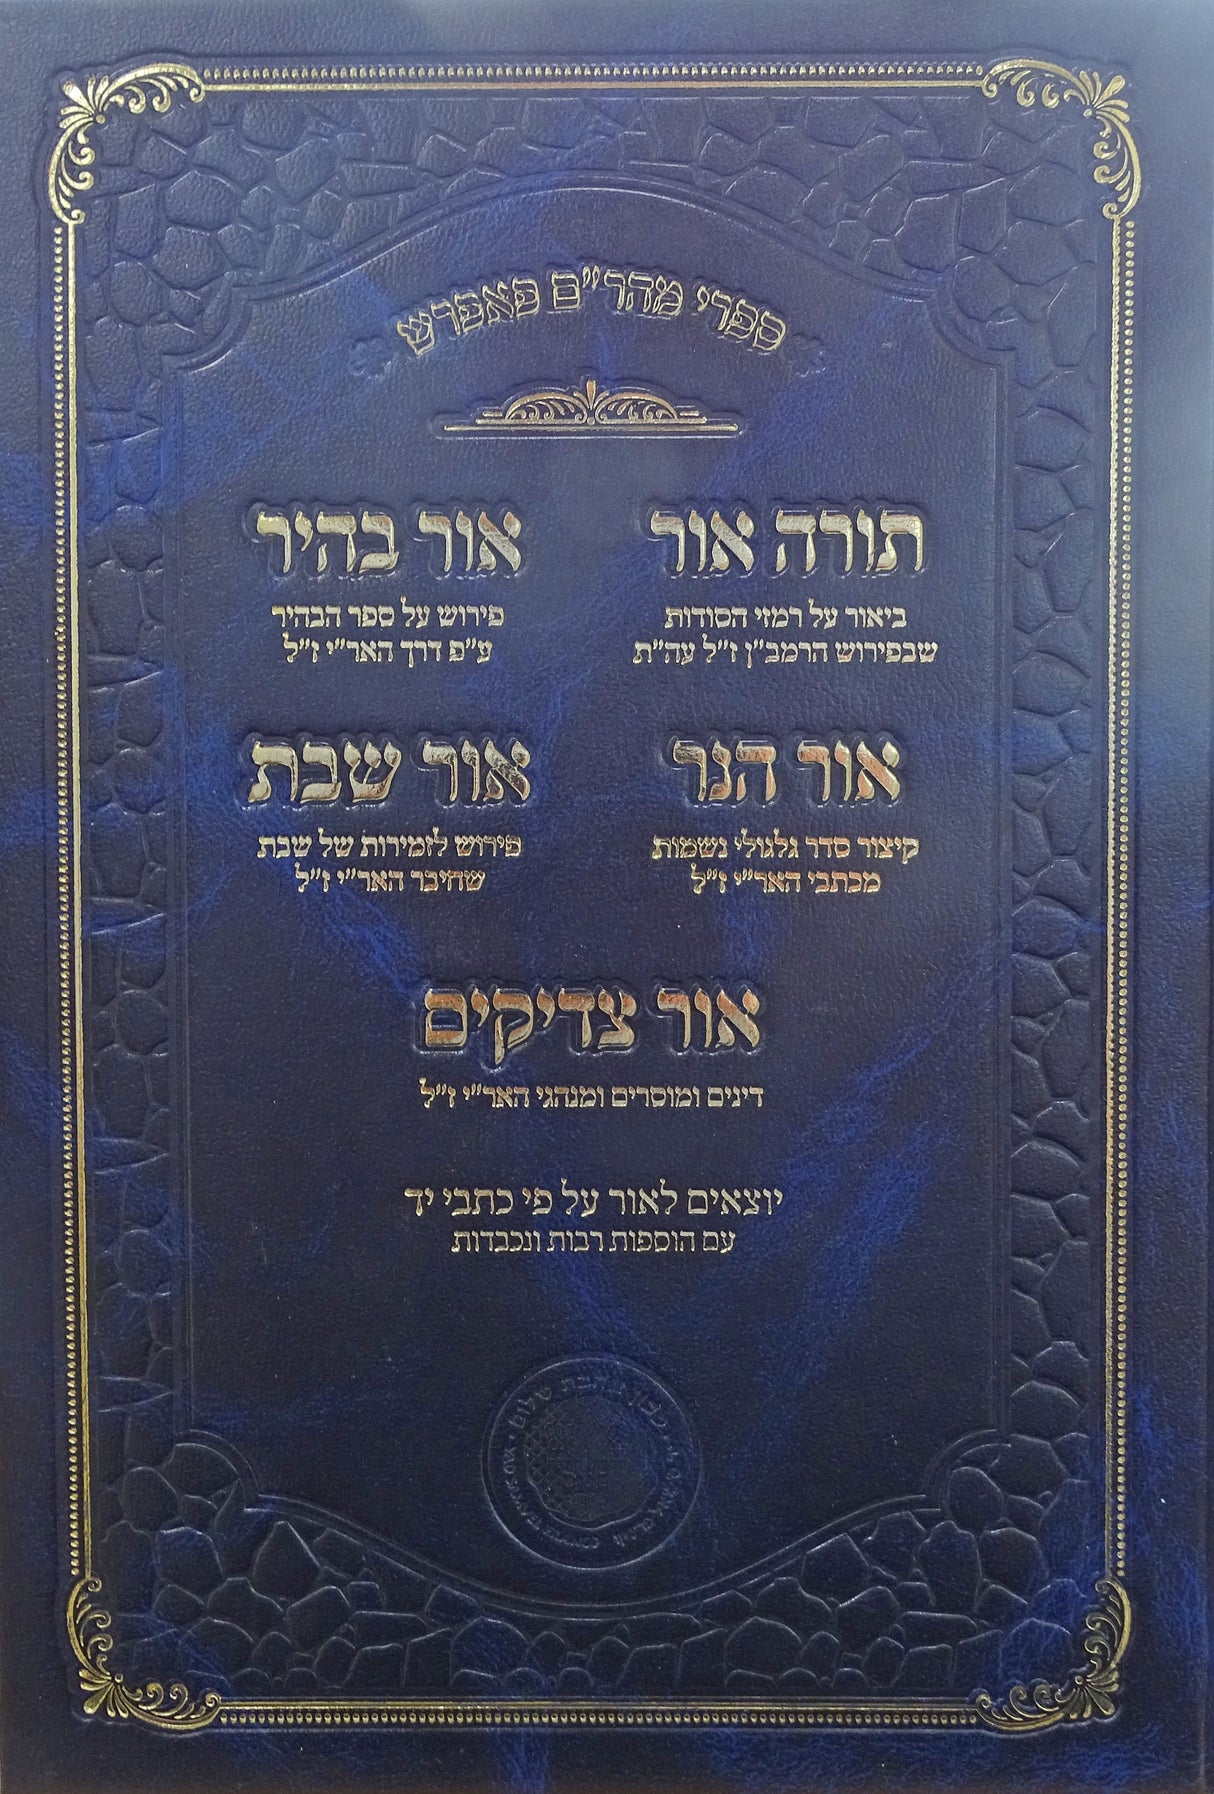 ספרי מהר"ם פאפרש
תורה אור
ביאור על רמזי הסודות
שבפירוש הרמב"ן ז"ל עה"ת
אור בהיר
פירוש על ספר הבהיר
ע"פ דרך האר"י ז"ל
אור הנר
קיצור סדר גלגולי נשמות
מכתבי האר"י ז"ל
אור שבת
פירוש לזמירות של שבת
שחיבר האר"י ז"ל
אור צדיקים
דינים ומוסרים ומנהגי האר"י ז"ל
יוצאים לאור על פי כתבי יד
עם הוספות רבות ונכבדות